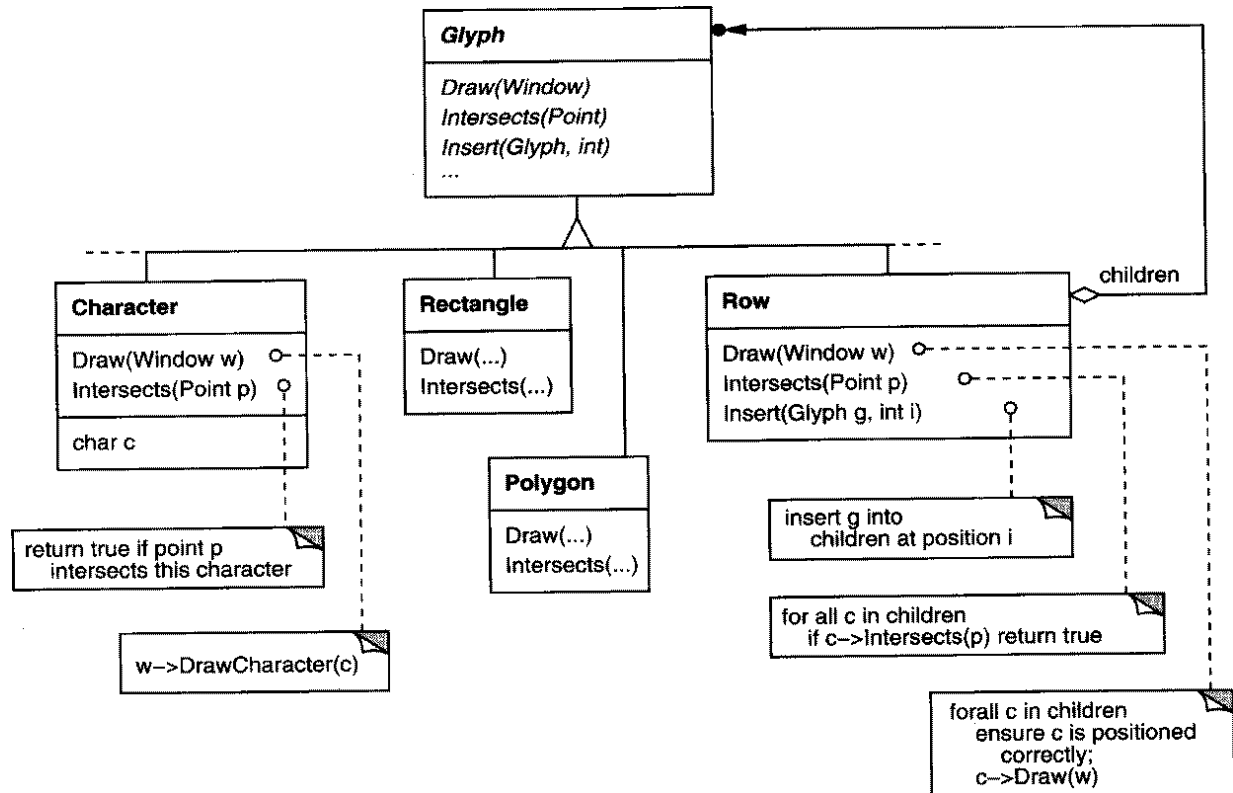 Glyph
Draw(Window)
Intersects(Point)
Insert(Glyph, int)
...
children
Character
Draw(Window w)
Intersects(Point p)
char c
Rectangle
Draw(...)
Intersects(...)
Polygon
Draw(...)
Intersects(...)
Row
Draw(Window w)
Intersects(Point p)
Insert(Glyph g, int i)
return true if point p
intersects this character
w->DrawCharacter(c)
insert g into
children at position i
for all c in children
if c->Intersects(p) return true
forall c in children
ensure c is positioned
correctly;
c->Draw(w)